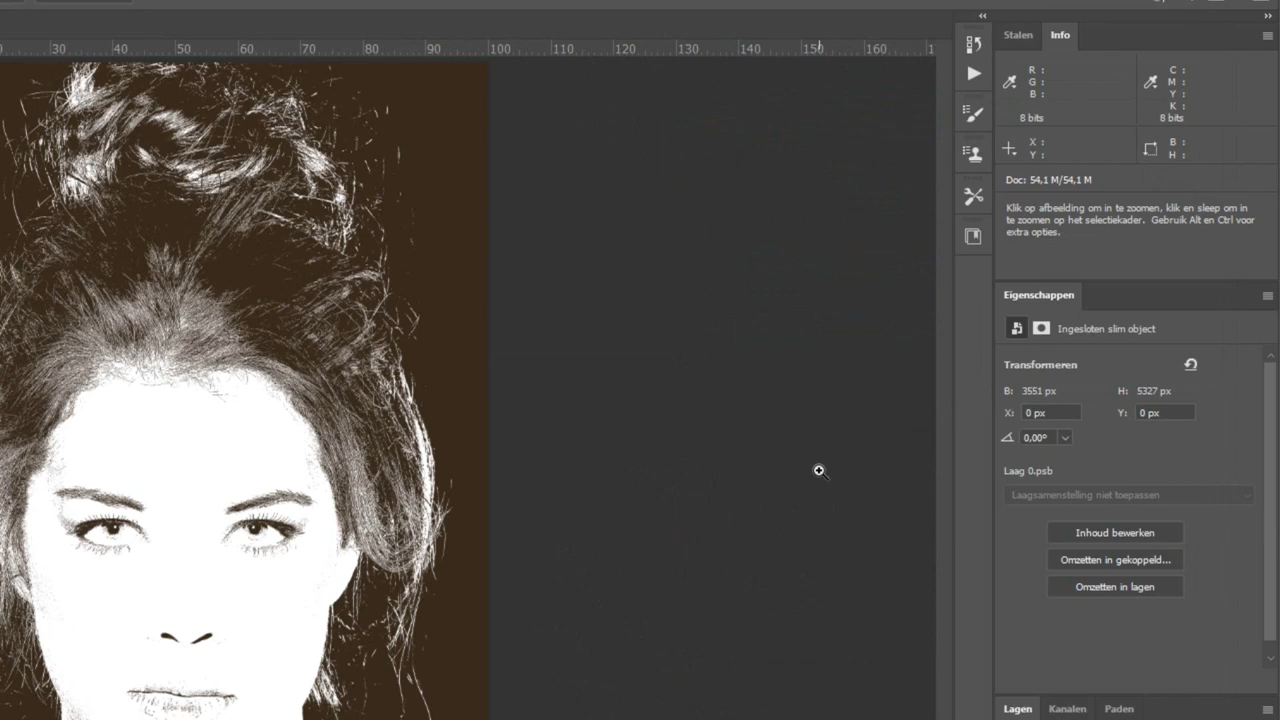 30 40 50 60 70 80 90 100 110 120 130 140 150 160 1
Stalen Info
R : C :
G : M :
B : Y :
K :
8 bits 8 bits
X : B :
Y : H :
Doc: 54,1 M/54,1 M
Klik op afbeelding om in te zoomen, klik en sleep om in
te zoomen op het selectiekader. Gebruik Alt en Ctrl voor
extra opties.
Eigenschappen
Ingesloten slim object
Transformeren
B: 3551 px H: 5327 px
X: 0 px Y: 0 px
0,00°
Laag 0.psb
Laagsamenstelling niet toepassen
Inhoud bewerken
Omzetten in gekoppeld...
Omzetten in lagen
Lagen Kanalen Paden